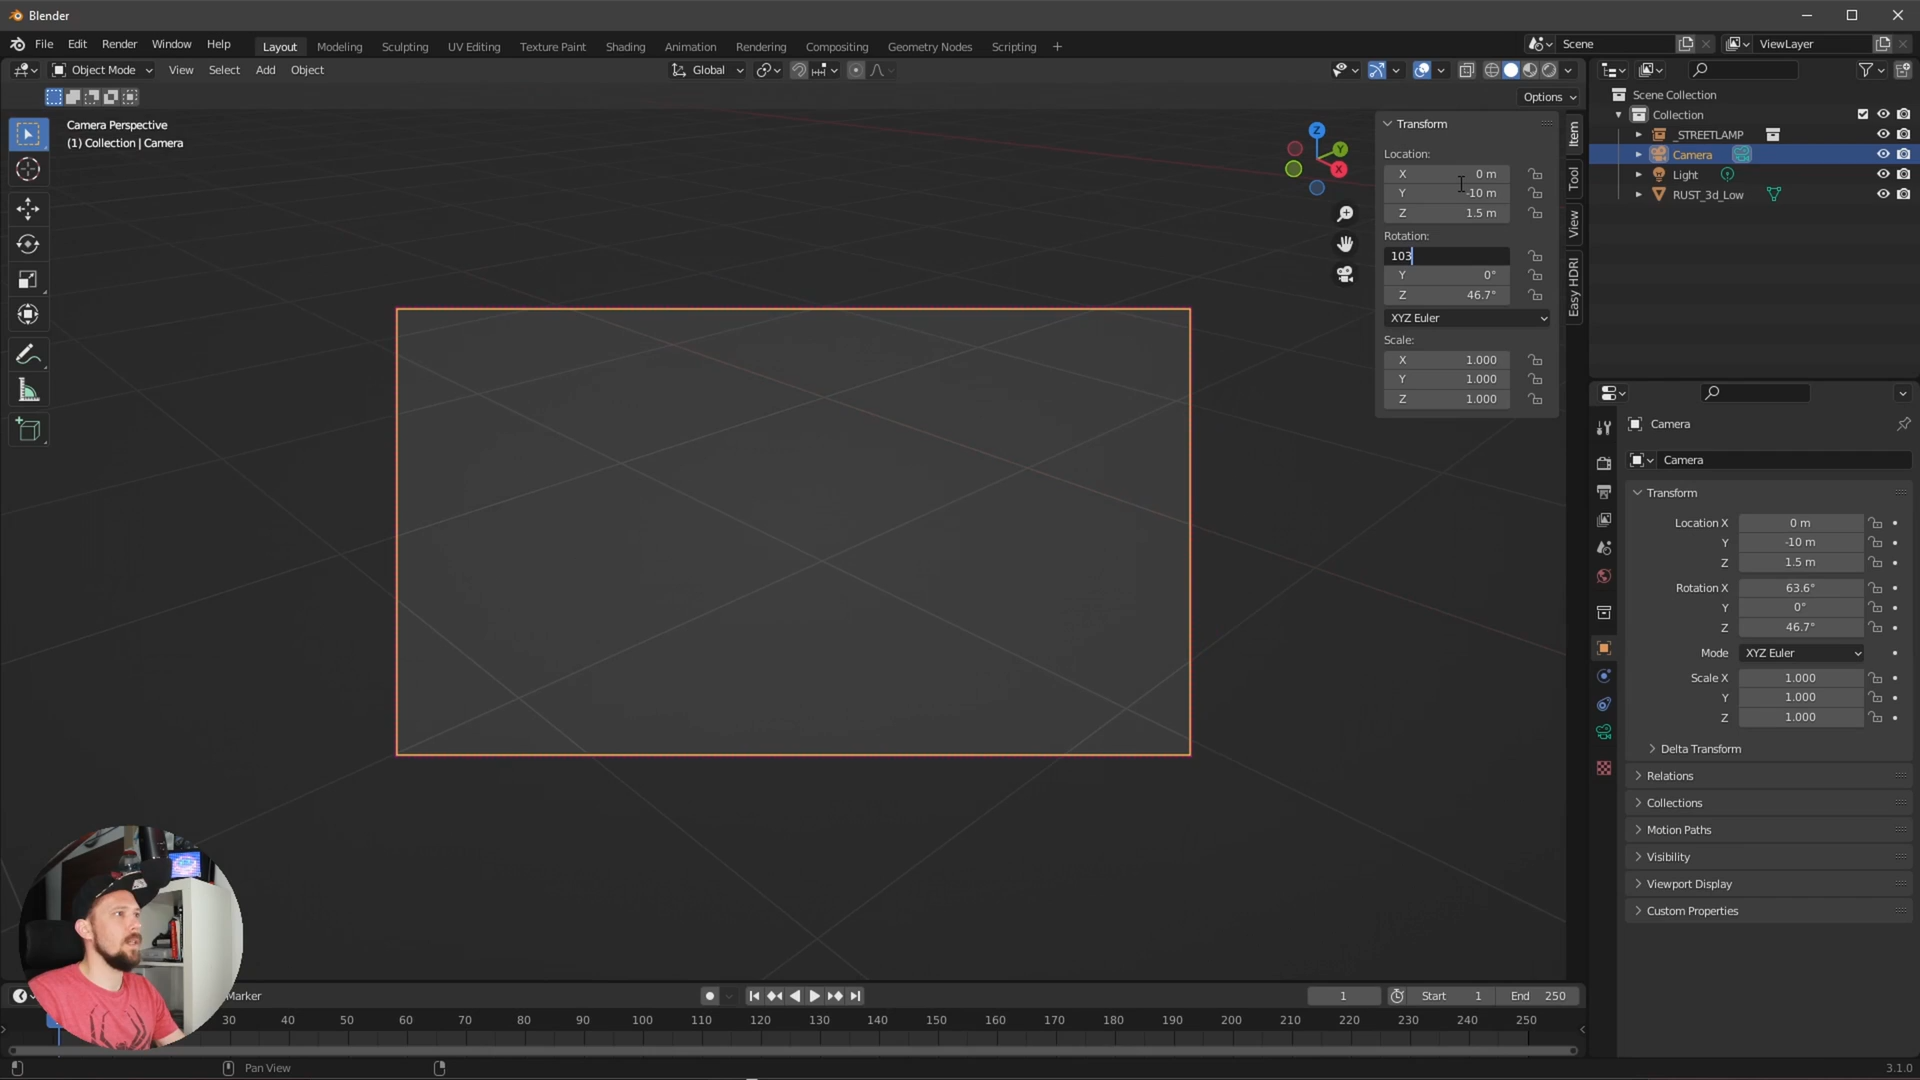 Blender
File Edit Render Window Help Layout Modeling Sculpting UV Editing Texture Paint Shading Animation Rendering Compositing Geometry Nodes Scripting + Scene ViewLayer
Object Mode View Select Add Object Global
Options
Camera Perspective
(1) Collection | Camera
Z
Y
X
Transform
Location:
X 0 m
Y -10 m
Z 1.5 m
Rotation:
103
Y 0°
Z 46.7°
XYZ Euler
Scale:
X 1.000
Y 1.000
Z 1.000
Item
Tool
View
Easy HDRI
Scene Collection
Collection
_STREETLAMP
Camera
Light
RUST_3d_Low
Camera
Camera
Transform
Location X 0 m
Y -10 m
Z 1.5 m
Rotation X 63.6°
Y 0°
Z 46.7°
Mode XYZ Euler
Scale X 1.000
Y 1.000
Z 1.000
Delta Transform
Relations
Collections
Motion Paths
Visibility
Viewport Display
Custom Properties
Marker 1 Start 1 End 250
30 40 50 60 70 80 90 100 110 120 130 140 150 160 170 180 190 200 210 220 230 240 250
Pan View 3.1.0